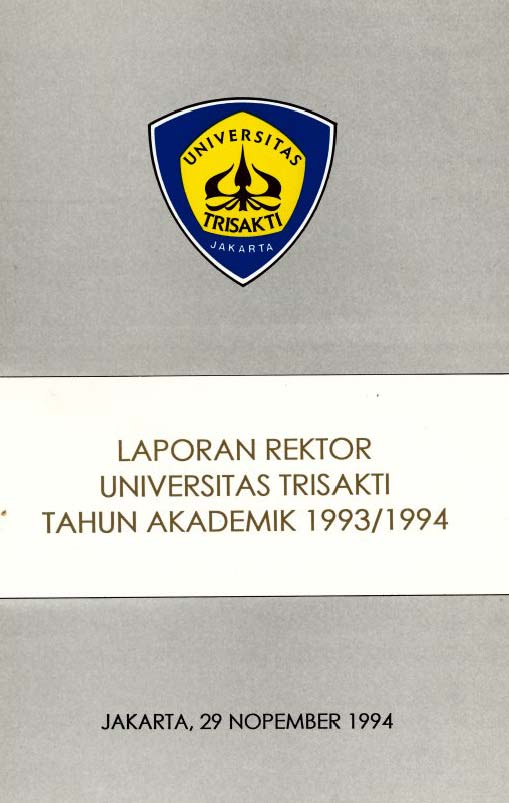 UNIVERSITAS
TRISAKTI
JAKARTA
LAPORAN REKTOR
UNIVERSITAS TRISAKTI
TAHUN AKADEMIK 1993/1994
JAKARTA, 29 NOPEMBER 1994